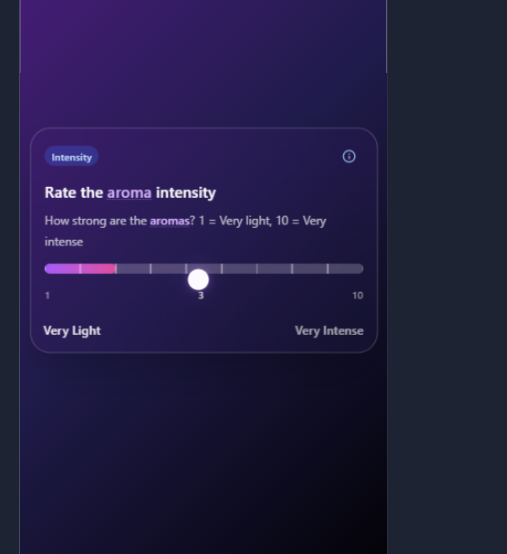 Intensity
Rate the aroma intensity
How strong are the aromas? 1 = Very light, 10 = Very
intense
1 3 10
Very Light Very Intense